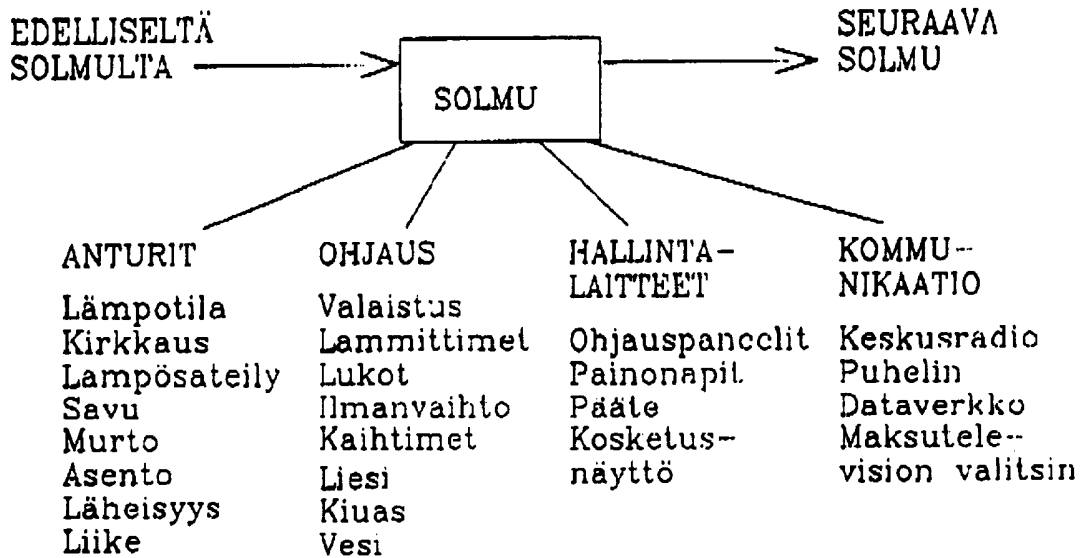 EDELLISELTÄ
SOLMULTA
SOLMU
SEURAAVA
SOLMU
ANTURIT
Lämpotila
Kirkkaus
Lampösateily
Savu
Murto
Asento
Läheisyys
Liike
OHJAUS
Valaistus
Lammittimet
Lukot
Ilmanvaihto
Kaihtimet
Liesi
Kiuas
Vesi
HALLINTA-
LAITTEET
Ohjauspaneelit
Painonapit
Pääte
Kosketus-
näyttö
KOMMU-
NIKAATIO
Keskusradio
Puhelin
Dataverkko
Maksutele-
vision valitsin